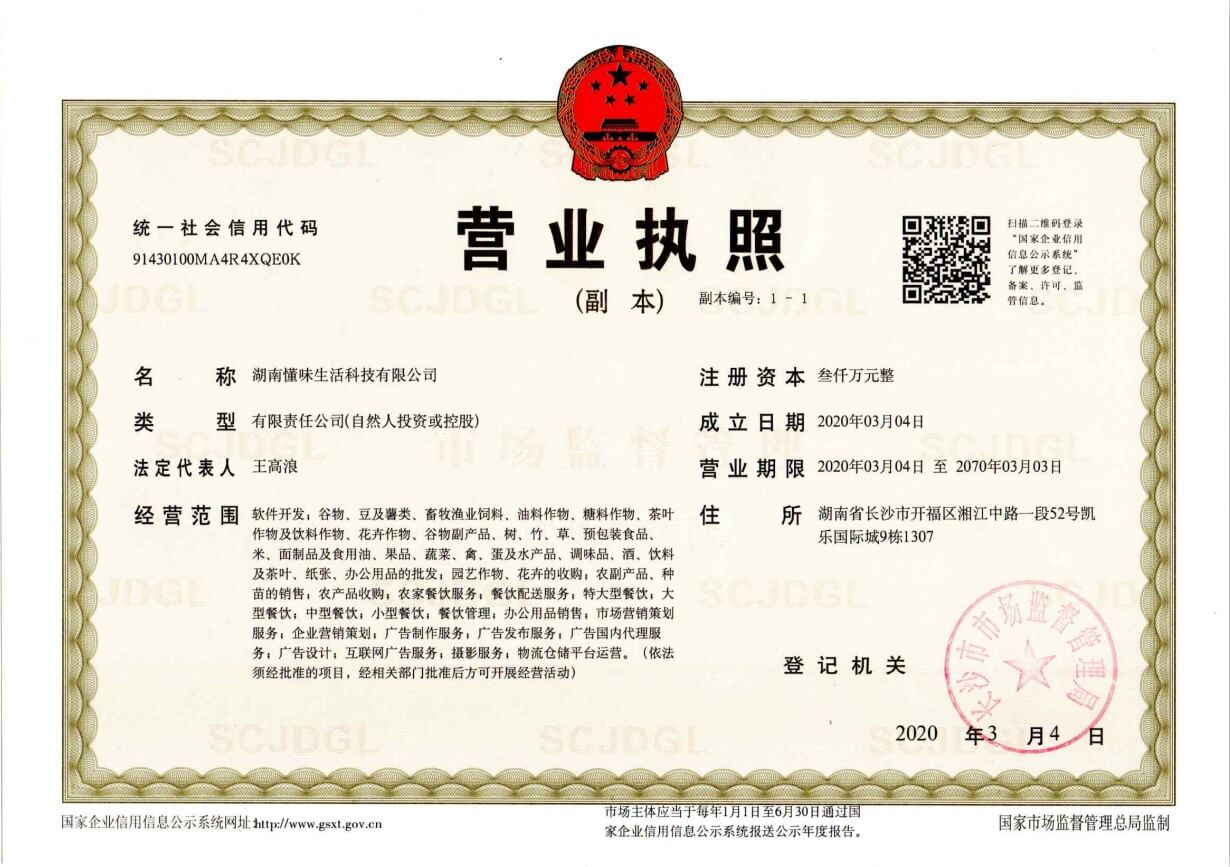 营业执照
(副 本)
副本编号：1 - 1
统一社会信用代码
91430100MA4R4XQE0K
扫描二维码登录
“国家企业信用
信息公示系统”
了解更多登记、
备案、许可、监
管信息。
名 称 湖南懂味生活科技有限公司
类 型 有限责任公司(自然人投资或控股)
法定代表人 王高浪
经营范围 软件开发；谷物、豆及薯类、畜牧渔业饲料、油料作物、糖料作物、茶叶
作物及饮料作物、花卉作物、谷物副产品、树、竹、草、预包装食品、
米、面制品及食用油、果品、蔬菜、禽、蛋及水产品、调味品、酒、饮料
及茶叶、纸张、办公用品的批发；园艺作物、花卉的收购；农副产品、种
苗的销售；农产品收购；农家餐饮服务；餐饮配送服务；特大型餐饮；大
型餐饮；中型餐饮；小型餐饮；餐饮管理；办公用品销售；市场营销策划
服务；企业营销策划；广告制作服务；广告发布服务；广告国内代理服
务；广告设计；互联网广告服务；摄影服务；物流仓储平台运营。（依法
须经批准的项目，经相关部门批准后方可开展经营活动）
注册资本 叁仟万元整
成立日期 2020年03月04日
营业期限 2020年03月04日 至 2070年03月03日
住 所 湖南省长沙市开福区湘江中路一段52号凯
乐国际城9栋1307
登记机关
长沙市市场监督管理局
2020 年3 月4 日
国家企业信用信息公示系统网址:http://www.gsxt.gov.cn
市场主体应当于每年1月1日至6月30日通过国
家企业信用信息公示系统报送公示年度报告。
国家市场监督管理总局监制
SCJDGL
市场监督管理